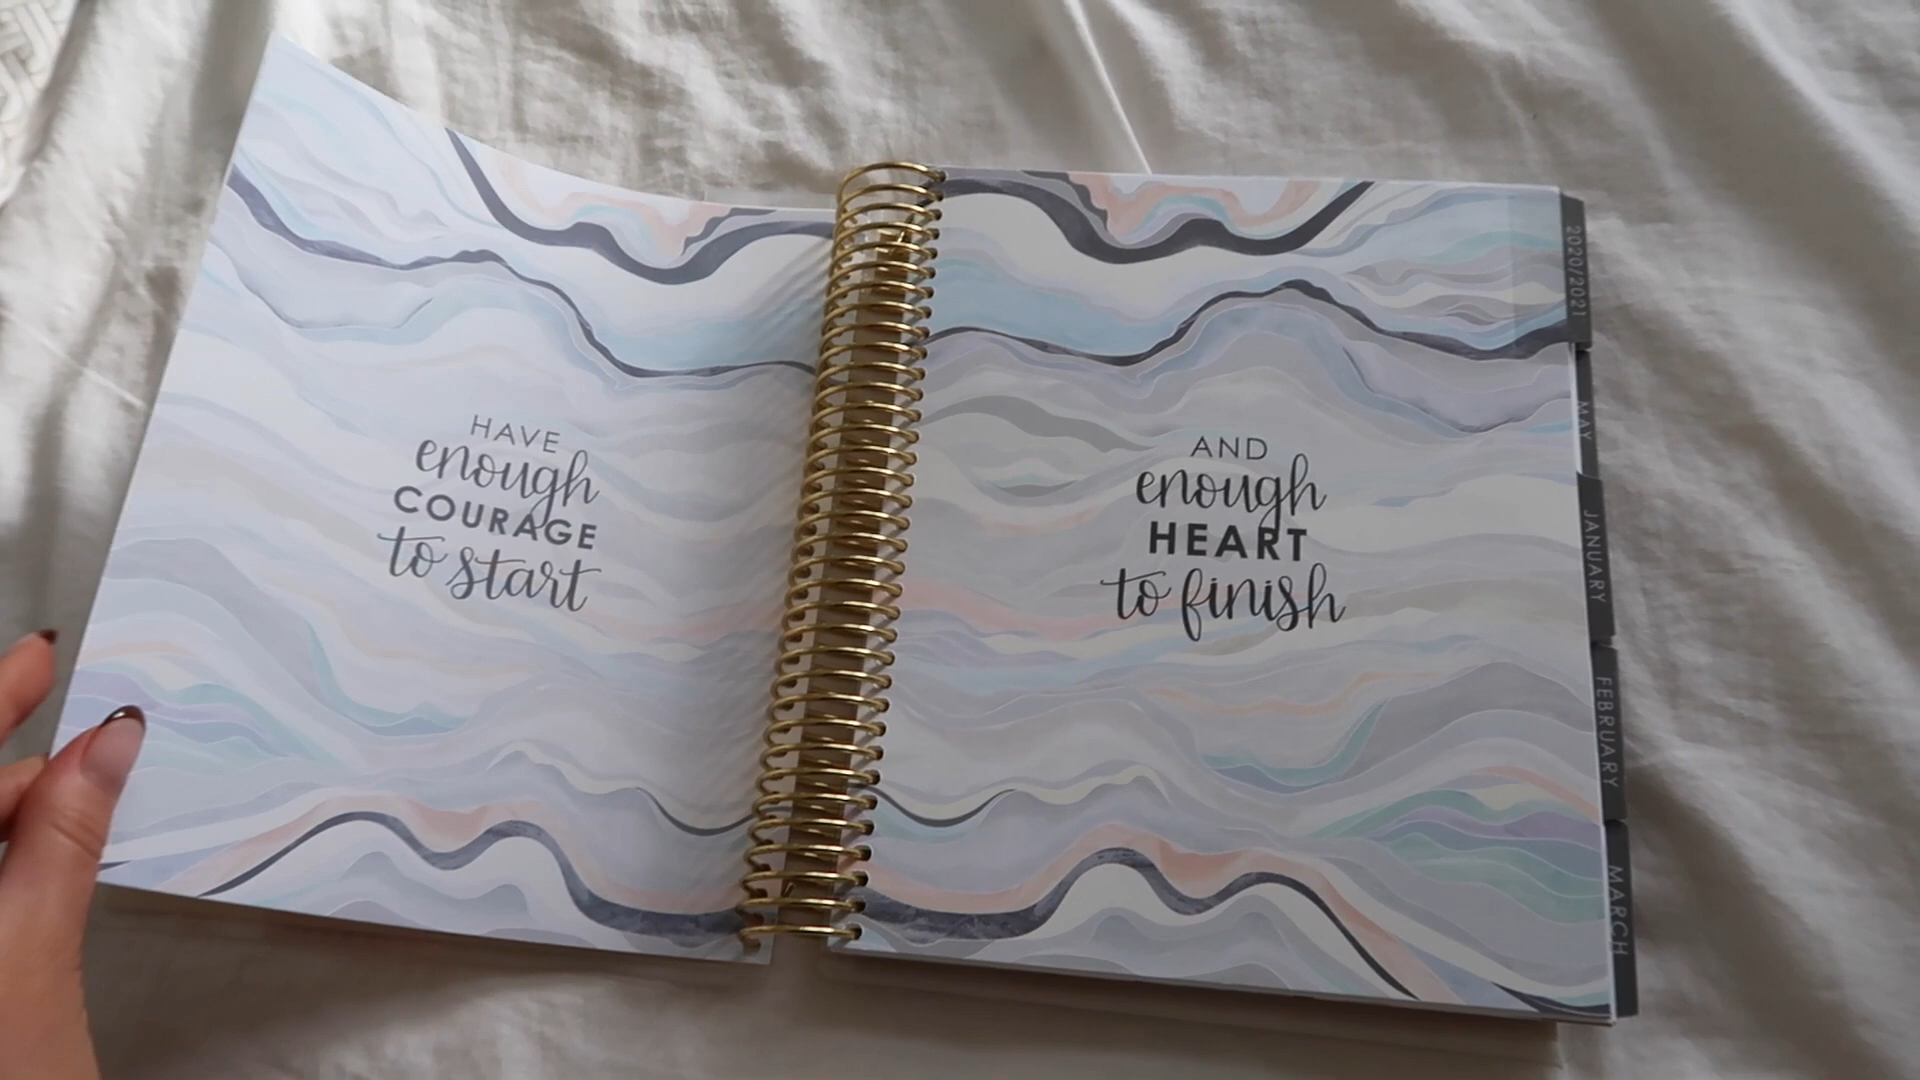 HAVE
enough
COURAGE
to start
AND
enough
HEART
to finish
2020/2021
MAY
JANUARY
FEBRUARY
MARCH